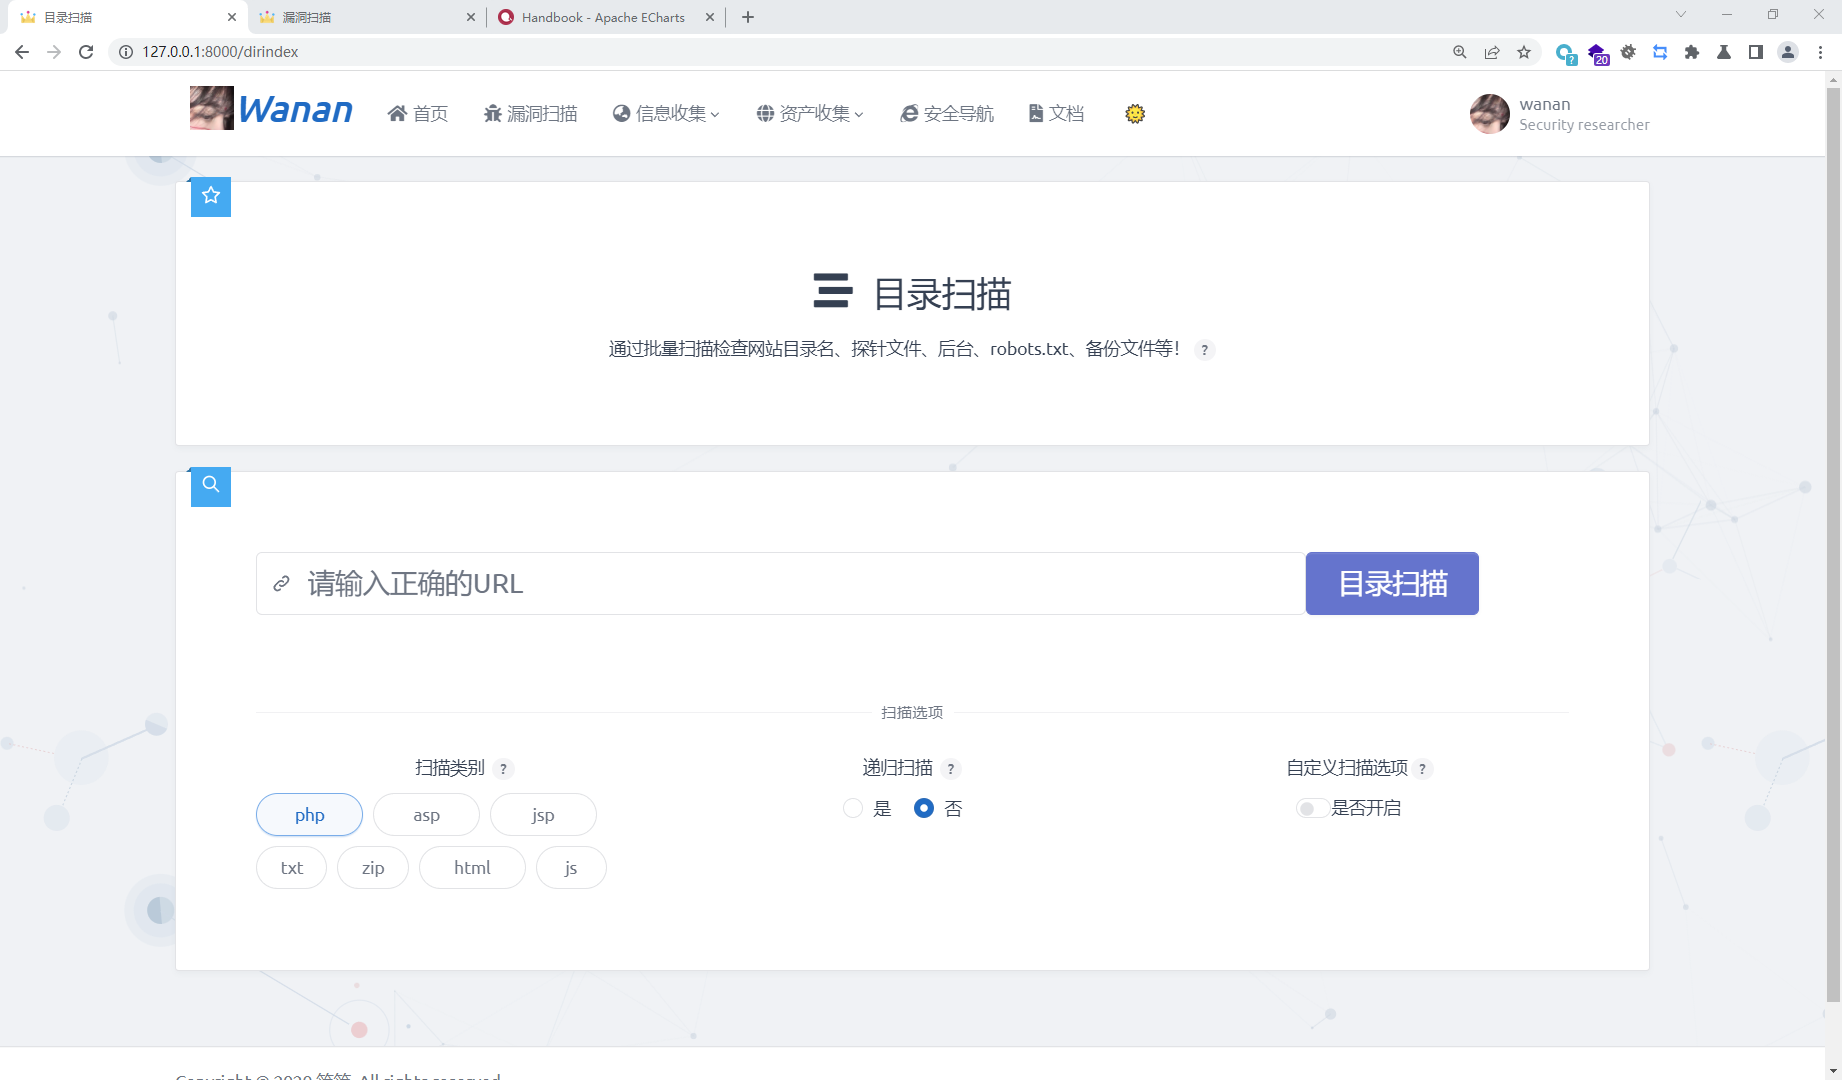 目录扫描
漏洞扫描
Handbook - Apache ECharts
127.0.0.1:8000/dirindex
?
20
Wanan
首页
漏洞扫描
信息收集
资产收集
安全导航
文档
wanan
Security researcher
目录扫描
通过批量扫描检查网站目录名、探针文件、后台、robots.txt、备份文件等! ?
请输入正确的URL
目录扫描
扫描选项
扫描类别 ?
递归扫描 ?
自定义扫描选项 ?
php
asp
jsp
是
否
是否开启
txt
zip
html
js
All rights reserved